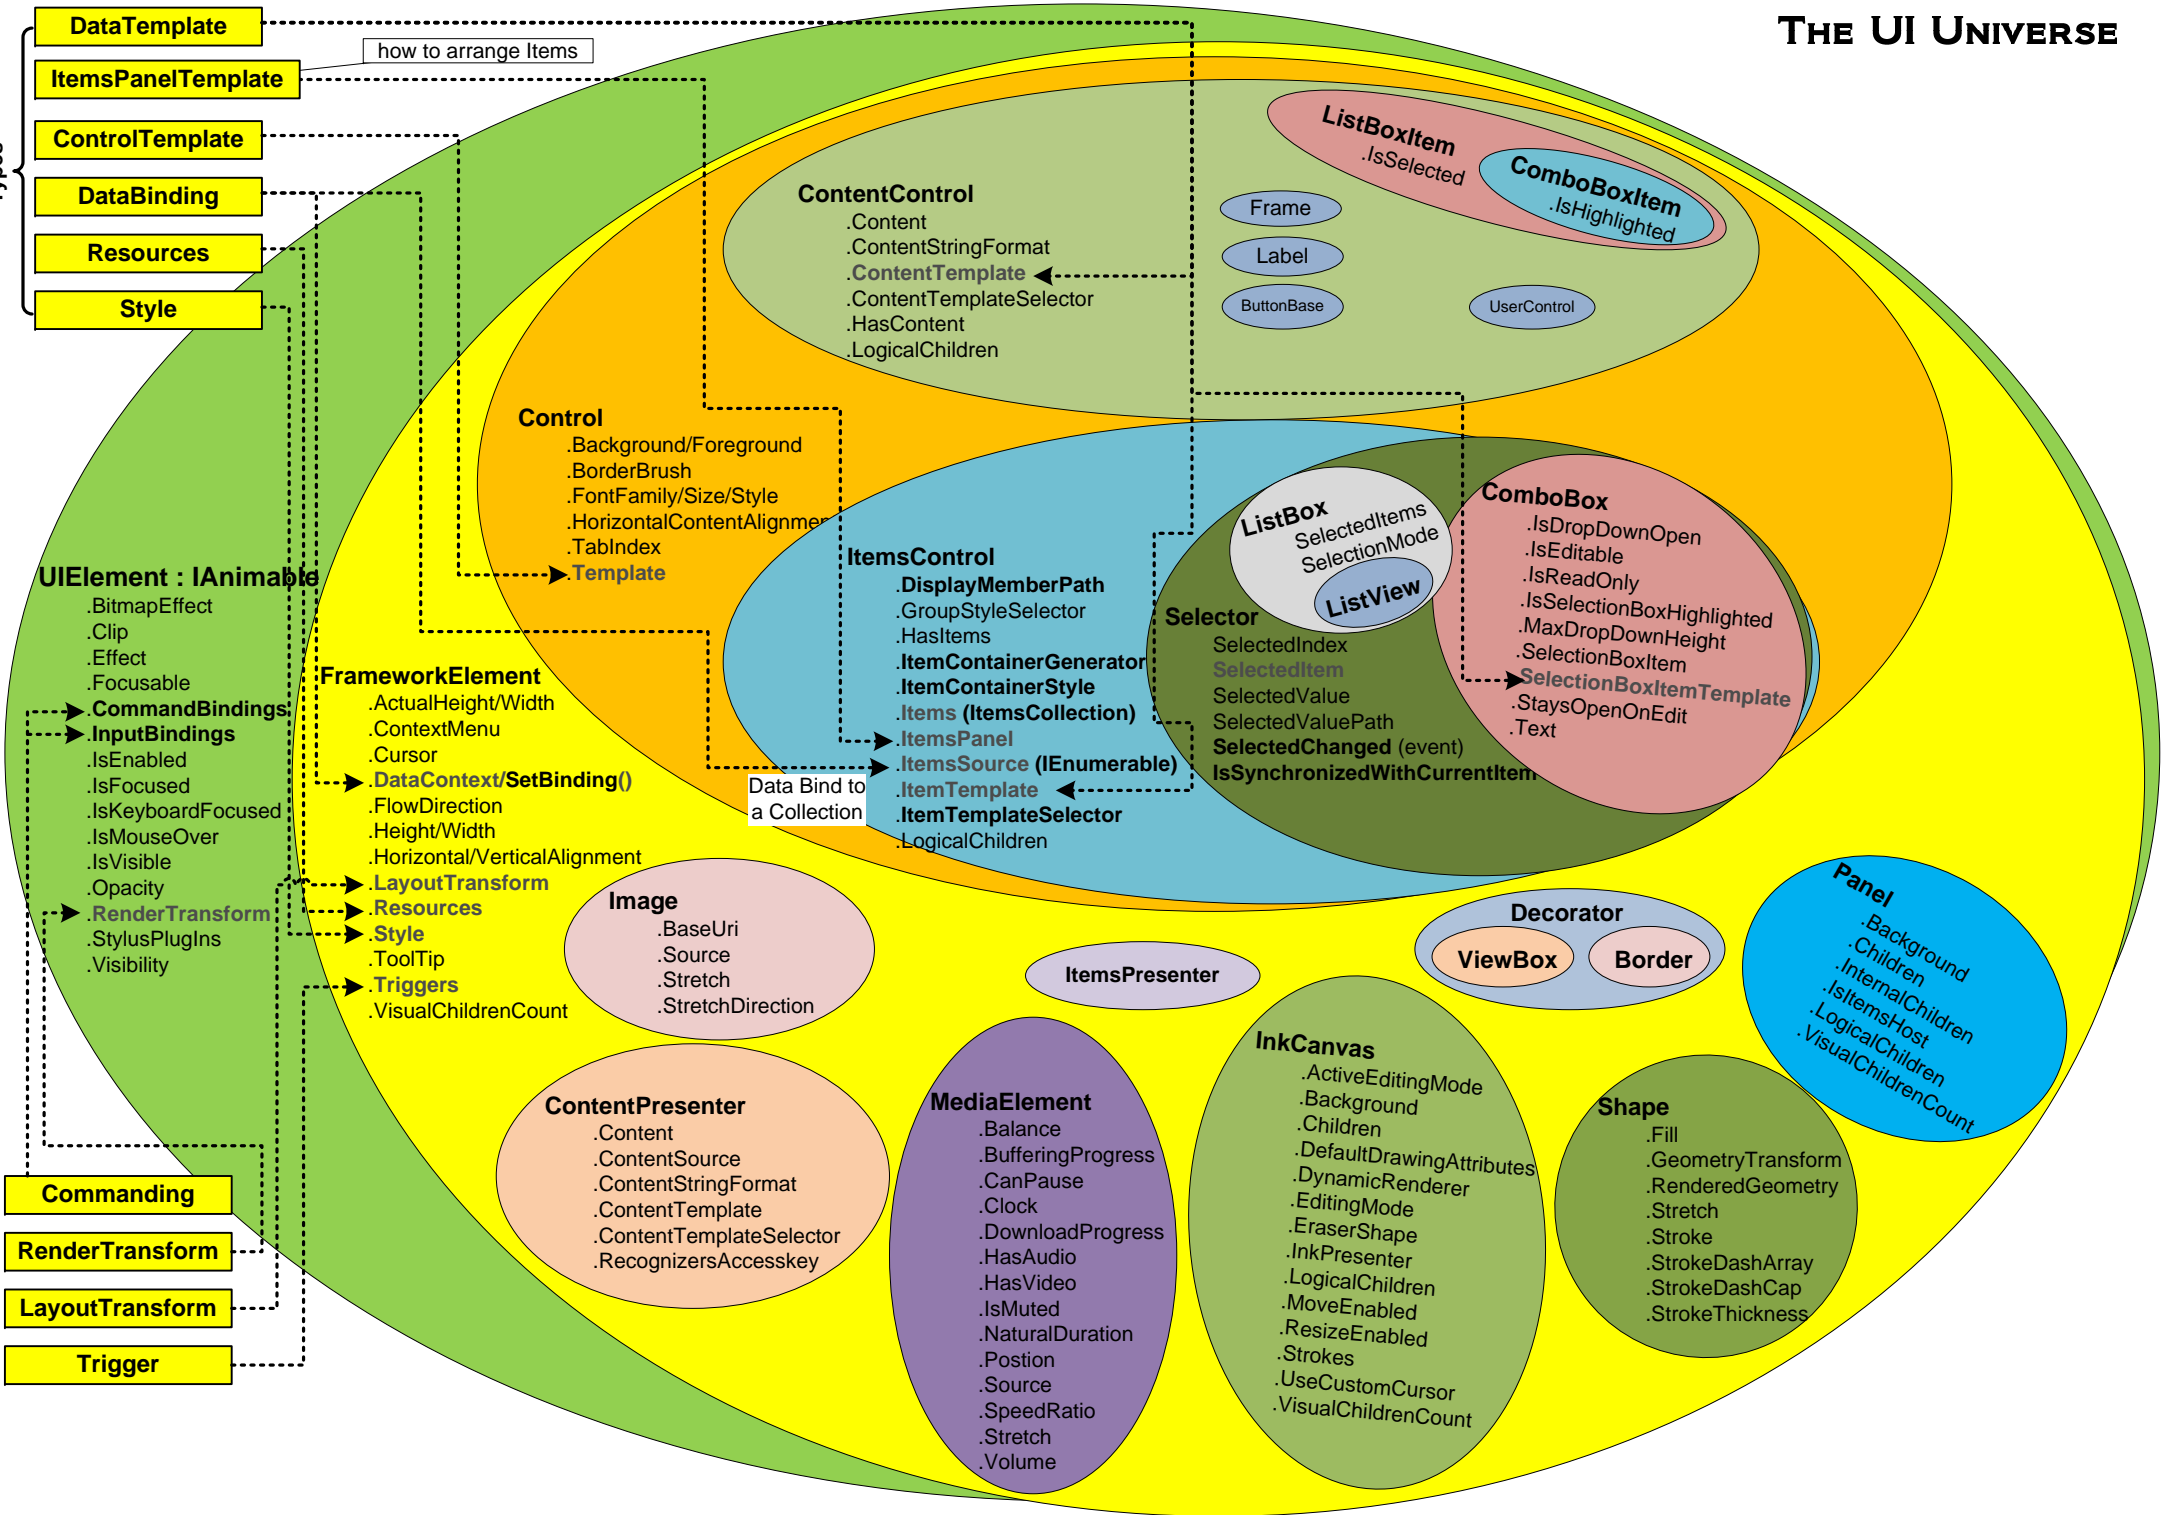 THE UI UNIVERSE
DataTemplate
how to arrange Items
ItemsPanelTemplate
ControlTemplate
DataBinding
Resources
Style
ListBoxItem
.IsSelected
ComboBoxItem
.IsHighlighted
ContentControl
.Content
.ContentStringFormat
.ContentTemplate
.ContentTemplateSelector
.HasContent
.LogicalChildren
Frame
Label
ButtonBase
UserControl
Control
.Background/Foreground
.BorderBrush
.FontFamily/Size/Style
.HorizontalContentAlignmen
.TabIndex
.Template
ItemsControl
.DisplayMemberPath
.GroupStyleSelector
.HasItems
.ItemContainerGenerator
.ItemContainerStyle
.Items (ItemsCollection)
.ItemsPanel
.ItemsSource (IEnumerable)
.ItemTemplate
.ItemTemplateSelector
.LogicalChildren
Data Bind to
a Collection
ListBox
SelectedItems
SelectionMode
ListView
Selector
SelectedIndex
SelectedItem
SelectedValue
SelectedValuePath
SelectedChanged (event)
IsSynchronizedWithCurrentItem
ComboBox
.IsDropDownOpen
.IsEditable
.IsReadOnly
.IsSelectionBoxHighlighted
.MaxDropDownHeight
.SelectionBoxItem
.SelectionBoxItemTemplate
.StaysOpenOnEdit
.Text
UIElement : IAnimable
.BitmapEffect
.Clip
.Effect
.Focusable
.CommandBindings
.InputBindings
.IsEnabled
.IsFocused
.IsKeyboardFocused
.IsMouseOver
.IsVisible
.Opacity
.RenderTransform
.StylusPlugIns
.Visibility
FrameworkElement
.ActualHeight/Width
.ContextMenu
.Cursor
.DataContext/SetBinding()
.FlowDirection
.Height/Width
.Horizontal/VerticalAlignment
.LayoutTransform
.Resources
.Style
.ToolTip
.Triggers
.VisualChildrenCount
Image
.BaseUri
.Source
.Stretch
.StretchDirection
ItemsPresenter
Decorator
ViewBox
Border
Panel
.Background
.Children
.InternalChildren
.IsItemsHost
.LogicalChildren
.VisualChildrenCount
ContentPresenter
.Content
.ContentSource
.ContentStringFormat
.ContentTemplate
.ContentTemplateSelector
.RecognizersAccesskey
MediaElement
.Balance
.BufferingProgress
.CanPause
.Clock
.DownloadProgress
.HasAudio
.HasVideo
.IsMuted
.NaturalDuration
.Postion
.Source
.SpeedRatio
.Stretch
.Volume
InkCanvas
.ActiveEditingMode
.Background
.Children
.DefaultDrawingAttributes
.DynamicRenderer
.EditingMode
.EraserShape
.InkPresenter
.LogicalChildren
.MoveEnabled
.ResizeEnabled
.Strokes
.UseCustomCursor
.VisualChildrenCount
Shape
.Fill
.GeometryTransform
.RenderedGeometry
.Stretch
.Stroke
.StrokeDashArray
.StrokeDashCap
.StrokeThickness
Commanding
RenderTransform
LayoutTransform
Trigger